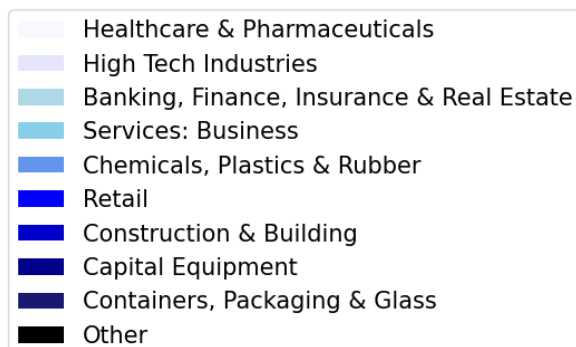 Healthcare & Pharmaceuticals
High Tech Industries
Banking, Finance, Insurance & Real Estate
Services: Business
Chemicals, Plastics & Rubber
Retail
Construction & Building
Capital Equipment
Containers, Packaging & Glass
Other